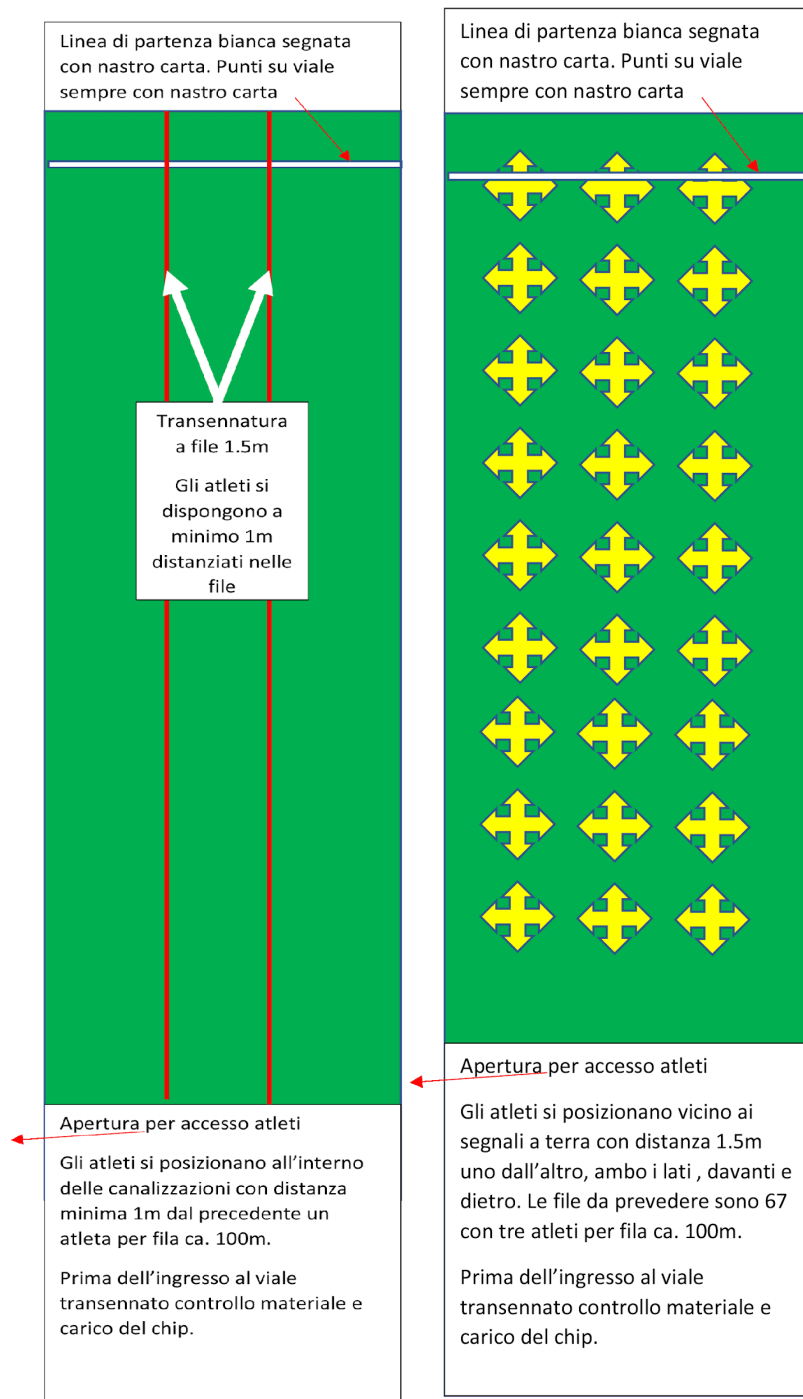 Linea di partenza bianca segnata
con nastro carta. Punti su viale
sempre con nastro carta
Transennatura
a file 1.5m
Gli atleti si
dispongono a
minimo 1m
distanziati nelle
file
Apertura per accesso atleti
Gli atleti si posizionano all’interno
delle canalizzazioni con distanza
minima 1m dal precedente un
atleta per fila ca. 100m.
Prima dell’ingresso al viale
transennato controllo materiale e
carico del chip.
Linea di partenza bianca segnata
con nastro carta. Punti su viale
sempre con nastro carta
Apertura per accesso atleti
Gli atleti si posizionano vicino ai
segnali a terra con distanza 1.5m
uno dall’altro, ambo i lati , davanti e
dietro. Le file da prevedere sono 67
con tre atleti per fila ca. 100m.
Prima dell’ingresso al viale
transennato controllo materiale e
carico del chip.